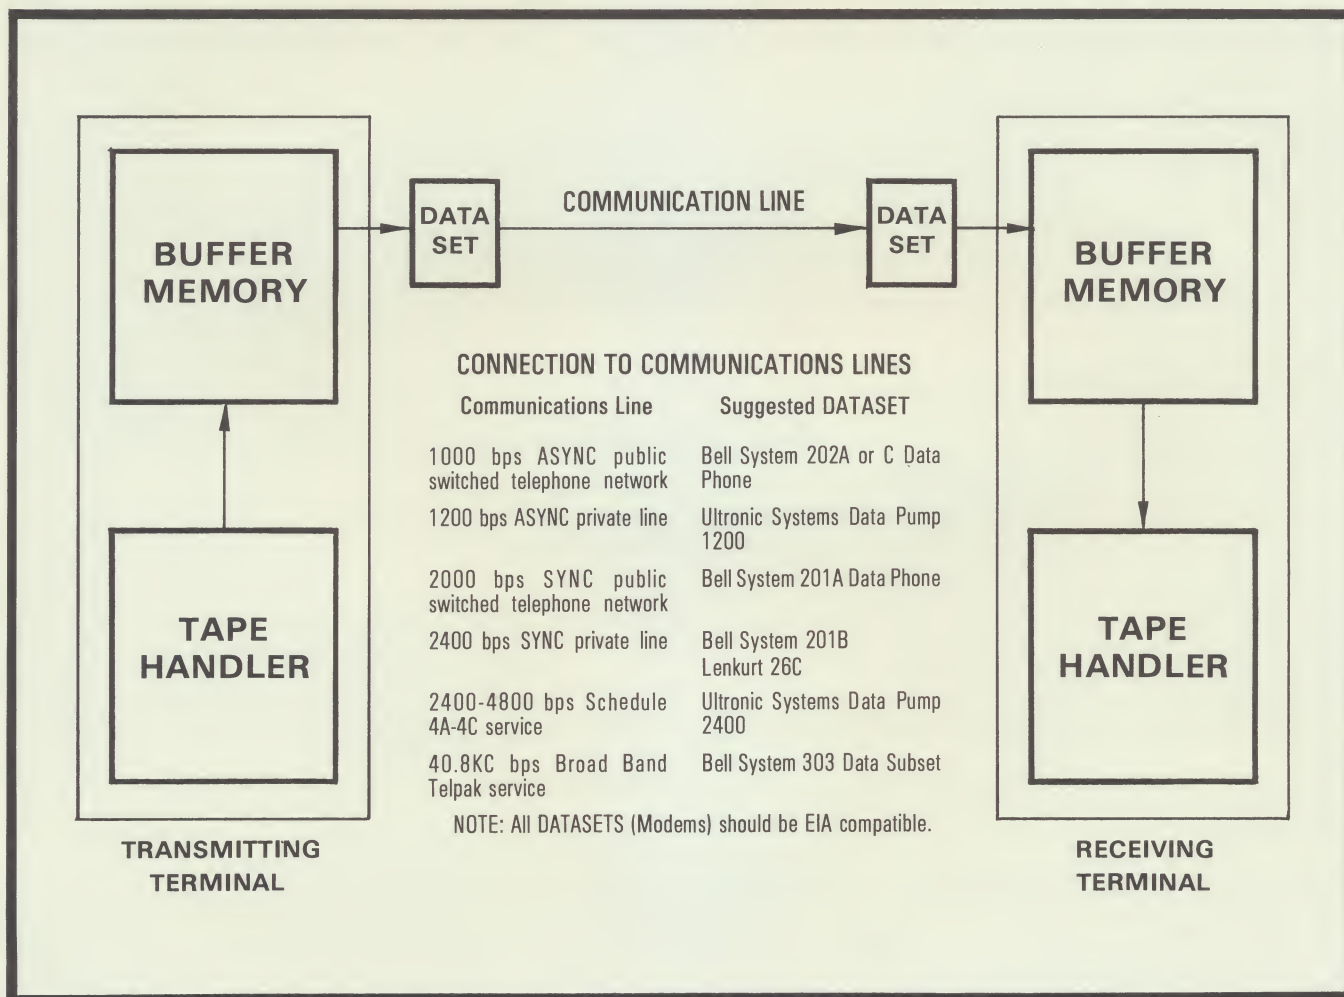 BUFFER
MEMORY
TAPE
HANDLER
TRANSMITTING
TERMINAL
DATA
SET
COMMUNICATION LINE
DATA
SET
BUFFER
MEMORY
TAPE
HANDLER
RECEIVING
TERMINAL
CONNECTION TO COMMUNICATIONS LINES
Communications Line Suggested DATASET
1000 bps ASYNC public Bell System 202A or C Data
switched telephone network Phone
1200 bps ASYNC private line Ultronic Systems Data Pump
1200
2000 bps SYNC public Bell System 201A Data Phone
switched telephone network
2400 bps SYNC private line Bell System 201B
Lenkurt 26C
2400-4800 bps Schedule Ultronic Systems Data Pump
4A-4C service 2400
40.8KC bps Broad Band Bell System 303 Data Subset
Telpak service
NOTE: All DATASETS (Modems) should be EIA compatible.